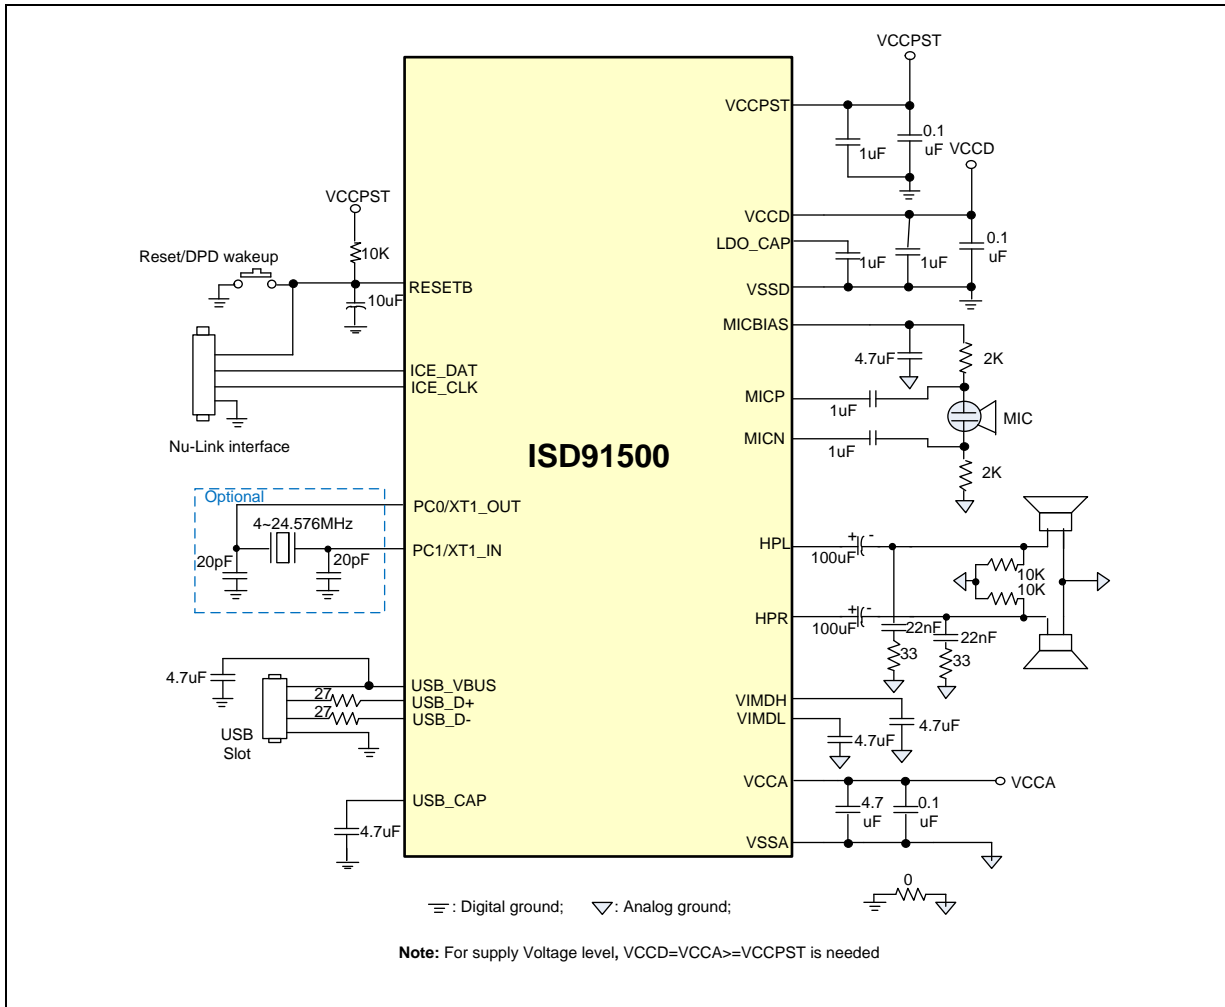 VCCPST
VCCPST
1uF
0.1
uF
VCCD
VCCD
LDO_CAP
1uF
1uF
0.1
uF
VSSD
VCCPST
10K
Reset/DPD wakeup
RESETB
10uF
ICE_DAT
ICE_CLK
Nu-Link interface
MICBIAS
4.7uF
2K
MICP
1uF
MIC
MICN
1uF
2K
ISD91500
Optional
PC0/XT1_OUT
4~24.576MHz
PC1/XT1_IN
20pF
20pF
HPL
+
-
100uF
10K
10K
HPR
+
-
100uF
22nF
22nF
33
33
4.7uF
USB_VBUS
27
USB_D+
27
USB_D-
USB
Slot
VIMDH
VIMDL
4.7uF
4.7uF
VCCA
VCCA
4.7
uF
0.1
uF
VSSA
USB_CAP
4.7uF
0
: Digital ground;
: Analog ground;
Note: For supply Voltage level, VCCD=VCCA>=VCCPST is needed